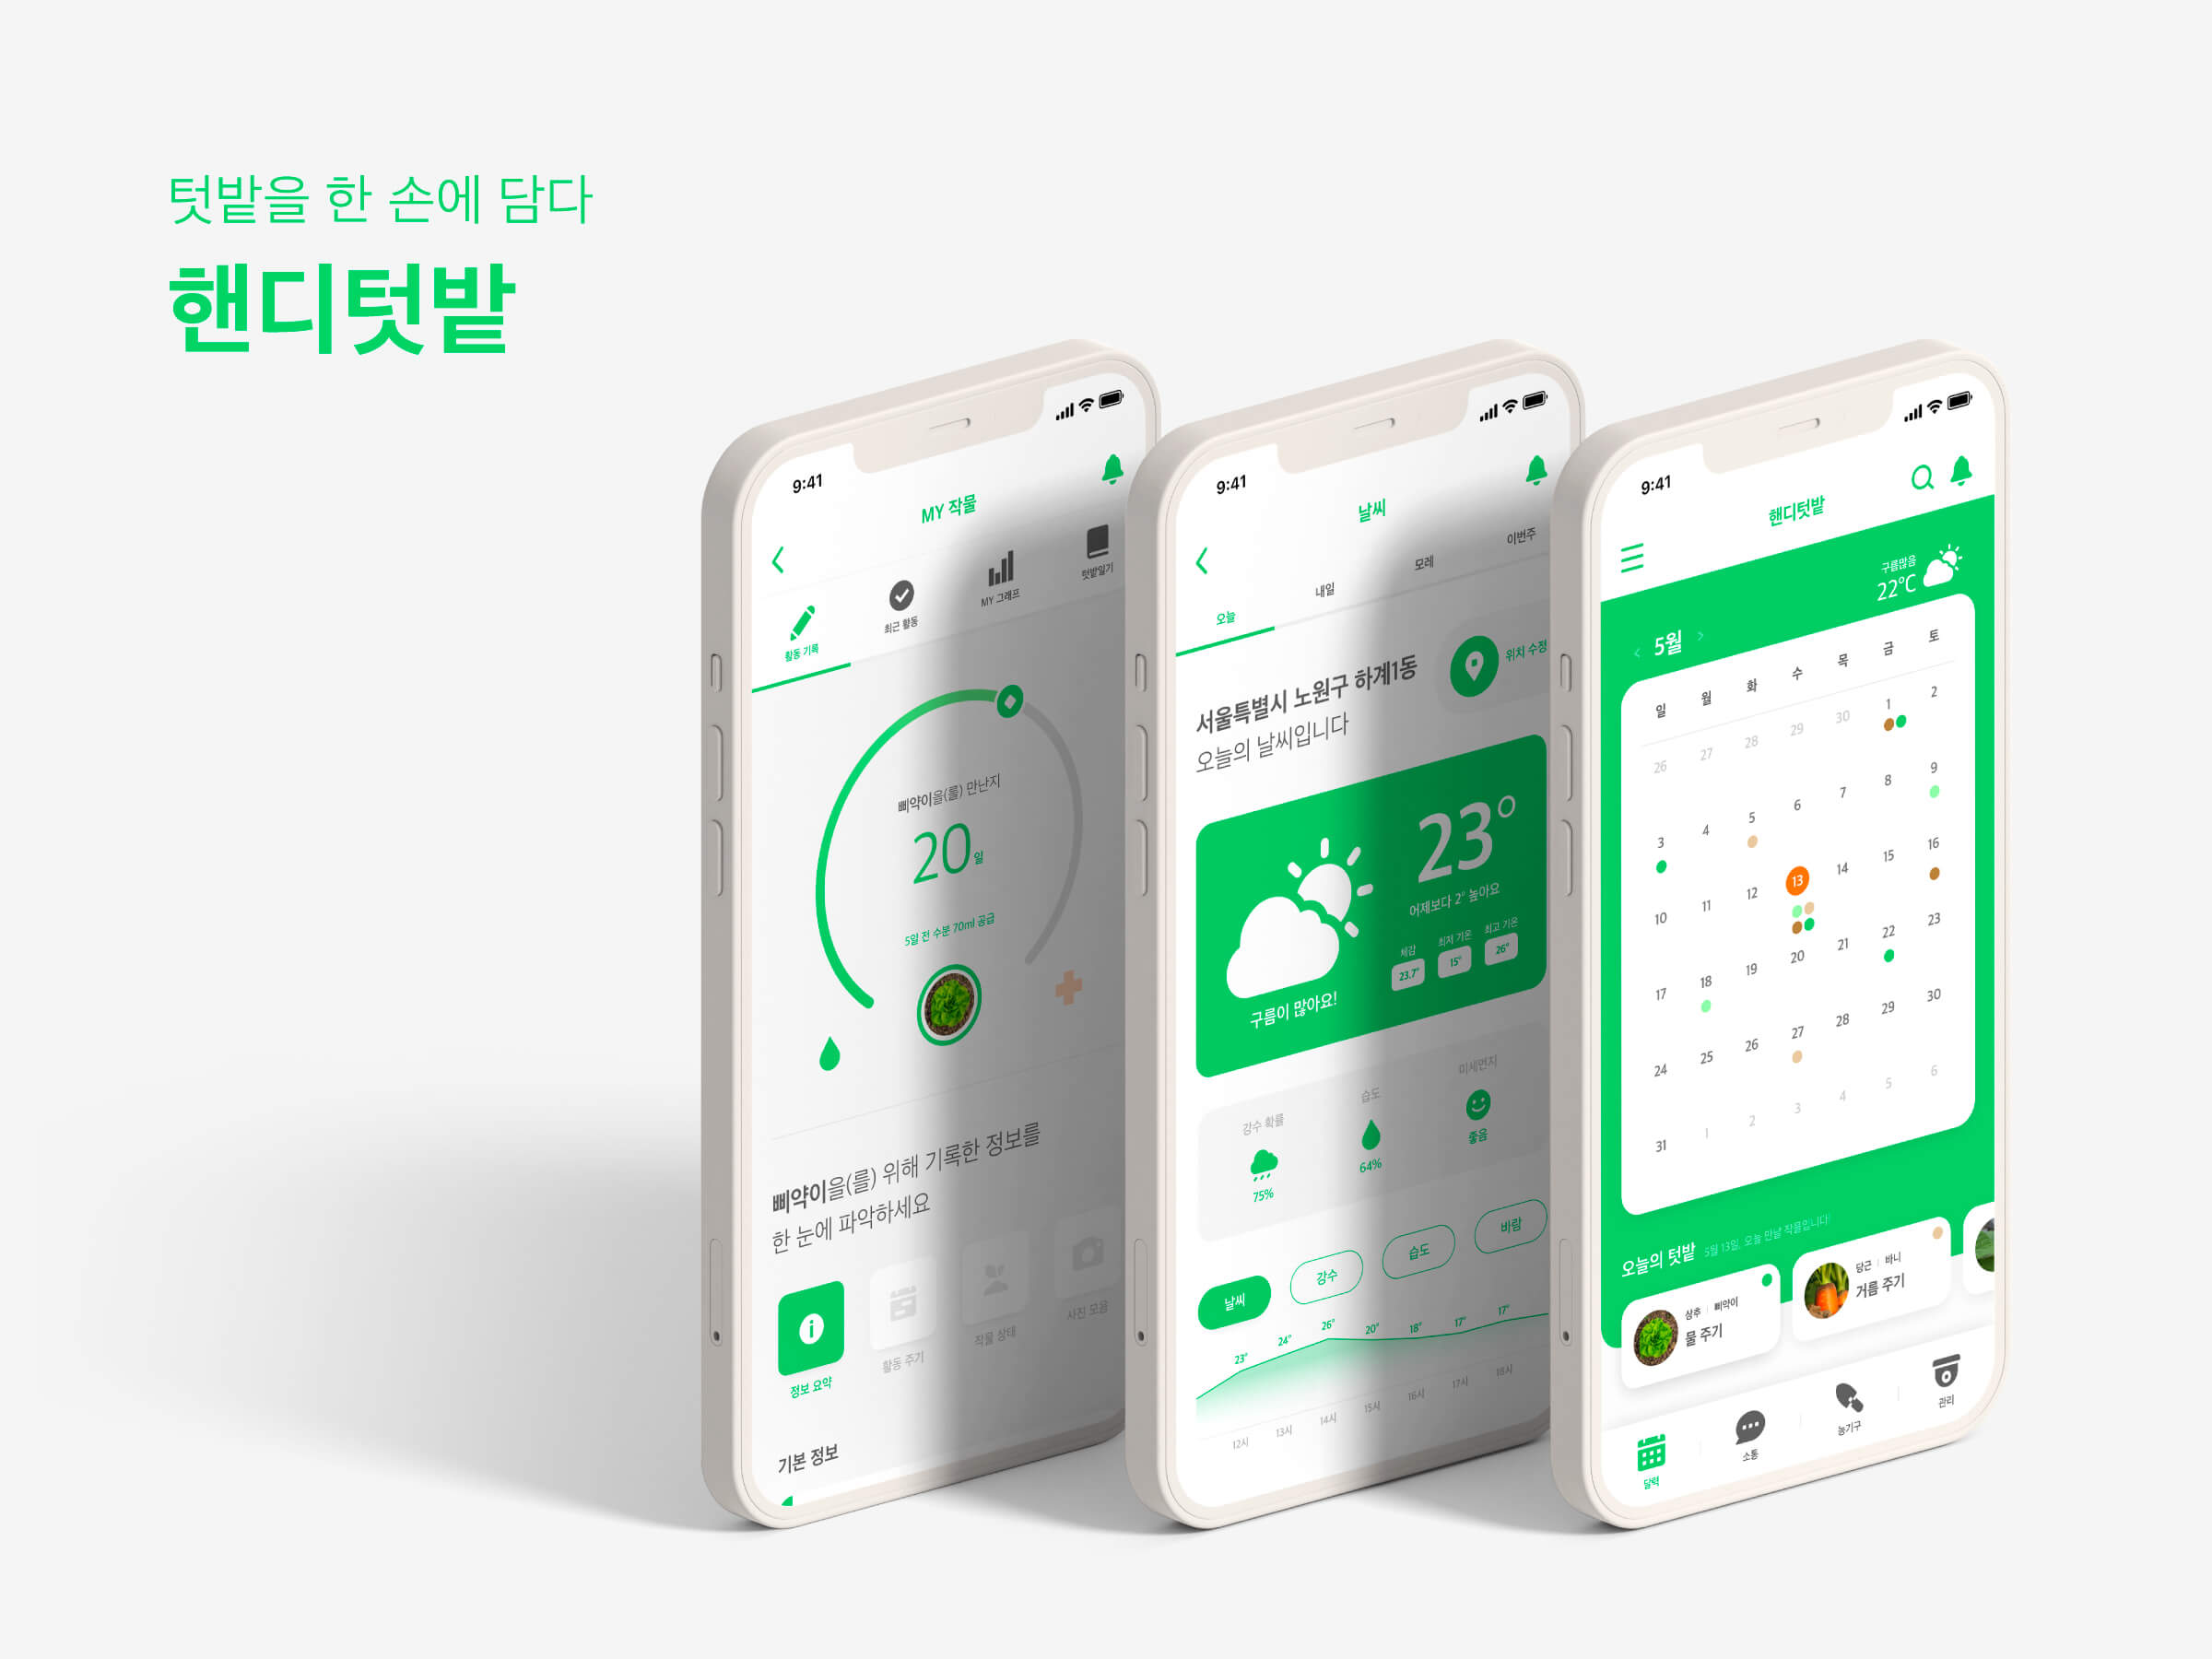 텃밭을 한 손에 담다
핸디텃밭
9:41
MY 작물
활동 기록
최근 활동
MY 그래프
텃밭일기
삐약이을(를) 만난지
20일
5일 전 수분 70ml 공급
삐약이을(를) 위해 기록한 정보를
한 눈에 파악하세요
정보 요약
활동 주기
작물 상태
사진 모음
기본 정보
9:41
날씨
오늘
내일
모레
이번주
서울특별시 노원구 하계1동
오늘의 날씨입니다
위치 수정
23°
어제보다 2° 높아요
체감 최저 기온 최고 기온
23.7° 15° 26°
구름이 많아요!
강수 확률 습도 미세먼지
75% 64% 좋음
날씨 강수 습도 바람
23° 24° 26° 20° 18° 17° 17°
12시 13시 14시 15시 16시 17시 18시
9:41
핸디텃밭
구름많음
22°C
5월
일 월 화 수 목 금 토
26 27 28 29 30 1 2
3 4 5 6 7 8 9
10 11 12 13 14 15 16
17 18 19 20 21 22 23
24 25 26 27 28 29 30
31 1 2 3 4 5 6
오늘의 텃밭 5월 13일, 오늘 만날 작물입니다!
상추 | 삐약이
물 주기
당근 | 바니
거름 주기
달력
소통
농기구
관리